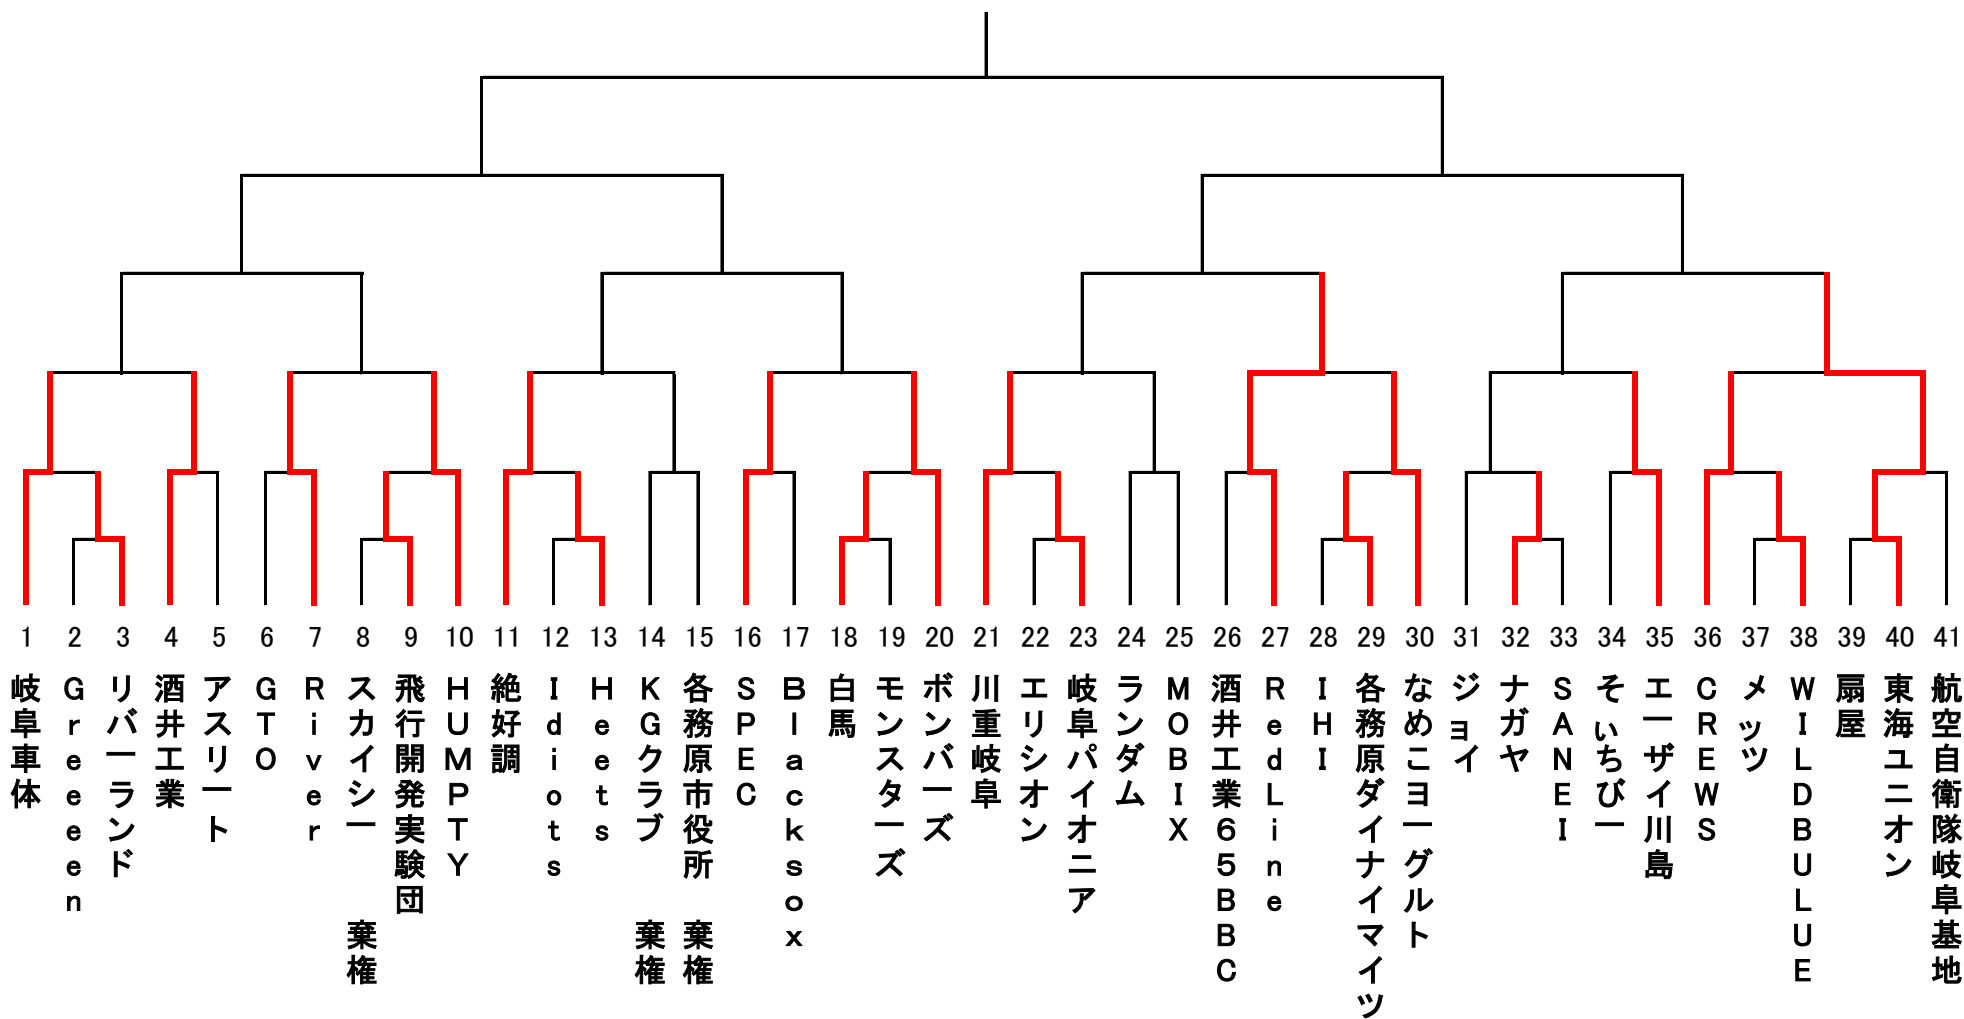 1 2 3 4 5 6 7 8 9 10 11 12 13 14 15 16 17 18 19 20 21 22 23 24 25 26 27 28 29 30 31 32 33 34 35 36 37 38 39 40 41
岐阜車体
Greeen
リバーランド
酒井工業
アスリート
GTO
River
スカイシー 棄権
飛行開発実験団
HUMPTY
絶好調
Idiots
Heets
KGクラブ 棄権
各務原市役所 棄権
SPEC
Blacksox
白馬
モンスターズ
ボンバーズ
川重岐阜
エリシオン
岐阜パイオニア
ランダム
MOBIX
酒井工業65BBC
RedLine
IHI
各務原ダイナイマイツ
なめこヨーグルト
ジョイ
ナガヤ
SANEI
そぃちびー
エーザイ川島
CREWS
メッツ
WILDBULUE
扇屋
東海ユニオン
航空自衛隊岐阜基地